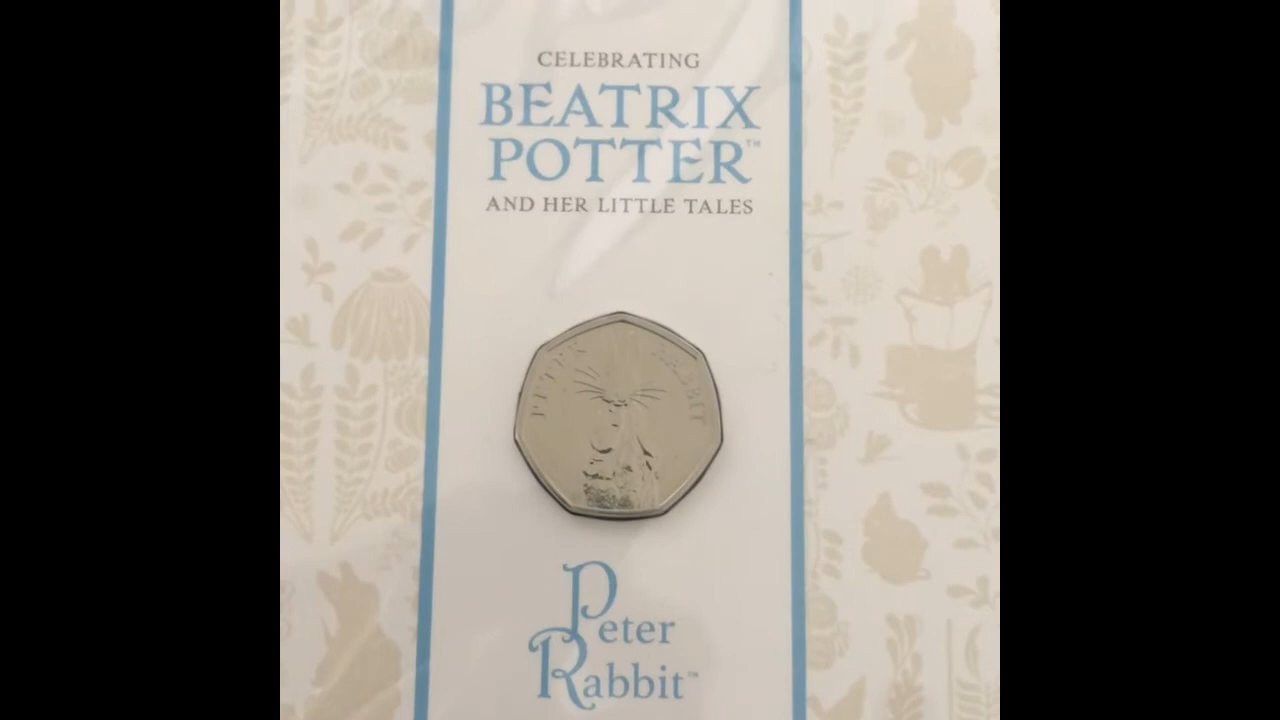 CELEBRATING
BEATRIX
POTTER™
AND HER LITTLE TALES
PETER RABBIT
Peter
Rabbit™